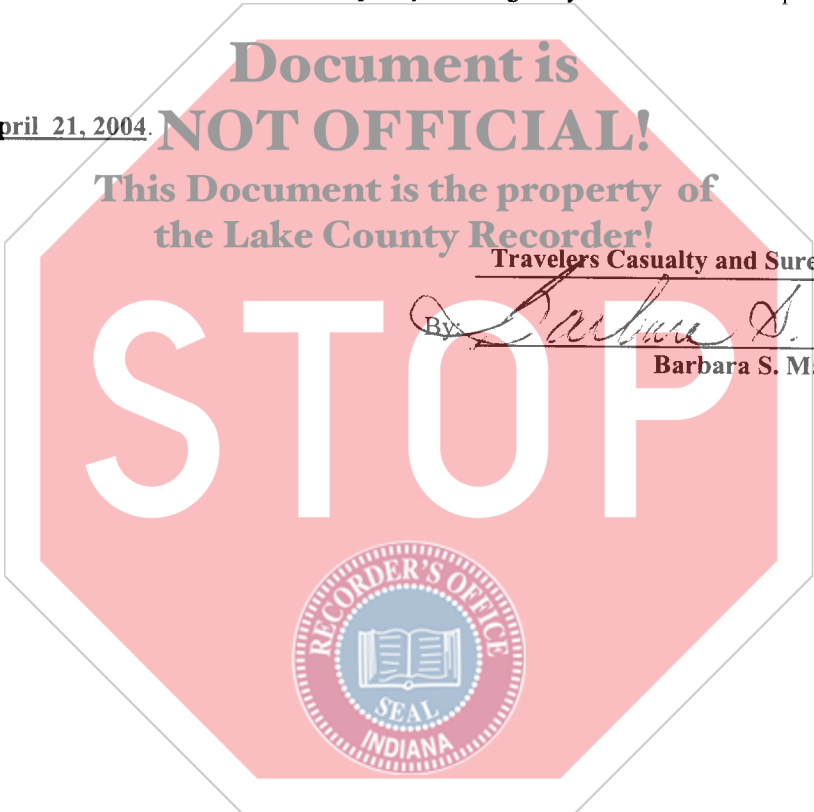 Document is
NOT OFFICIAL!
pril 21, 2004.
This Document is the property of
the Lake County Recorder!
Travelers Casualty and Sure
By: Barbara S.
Barbara S. M
STOP
RECORDER'S OFFICE
SEAL
INDIANA